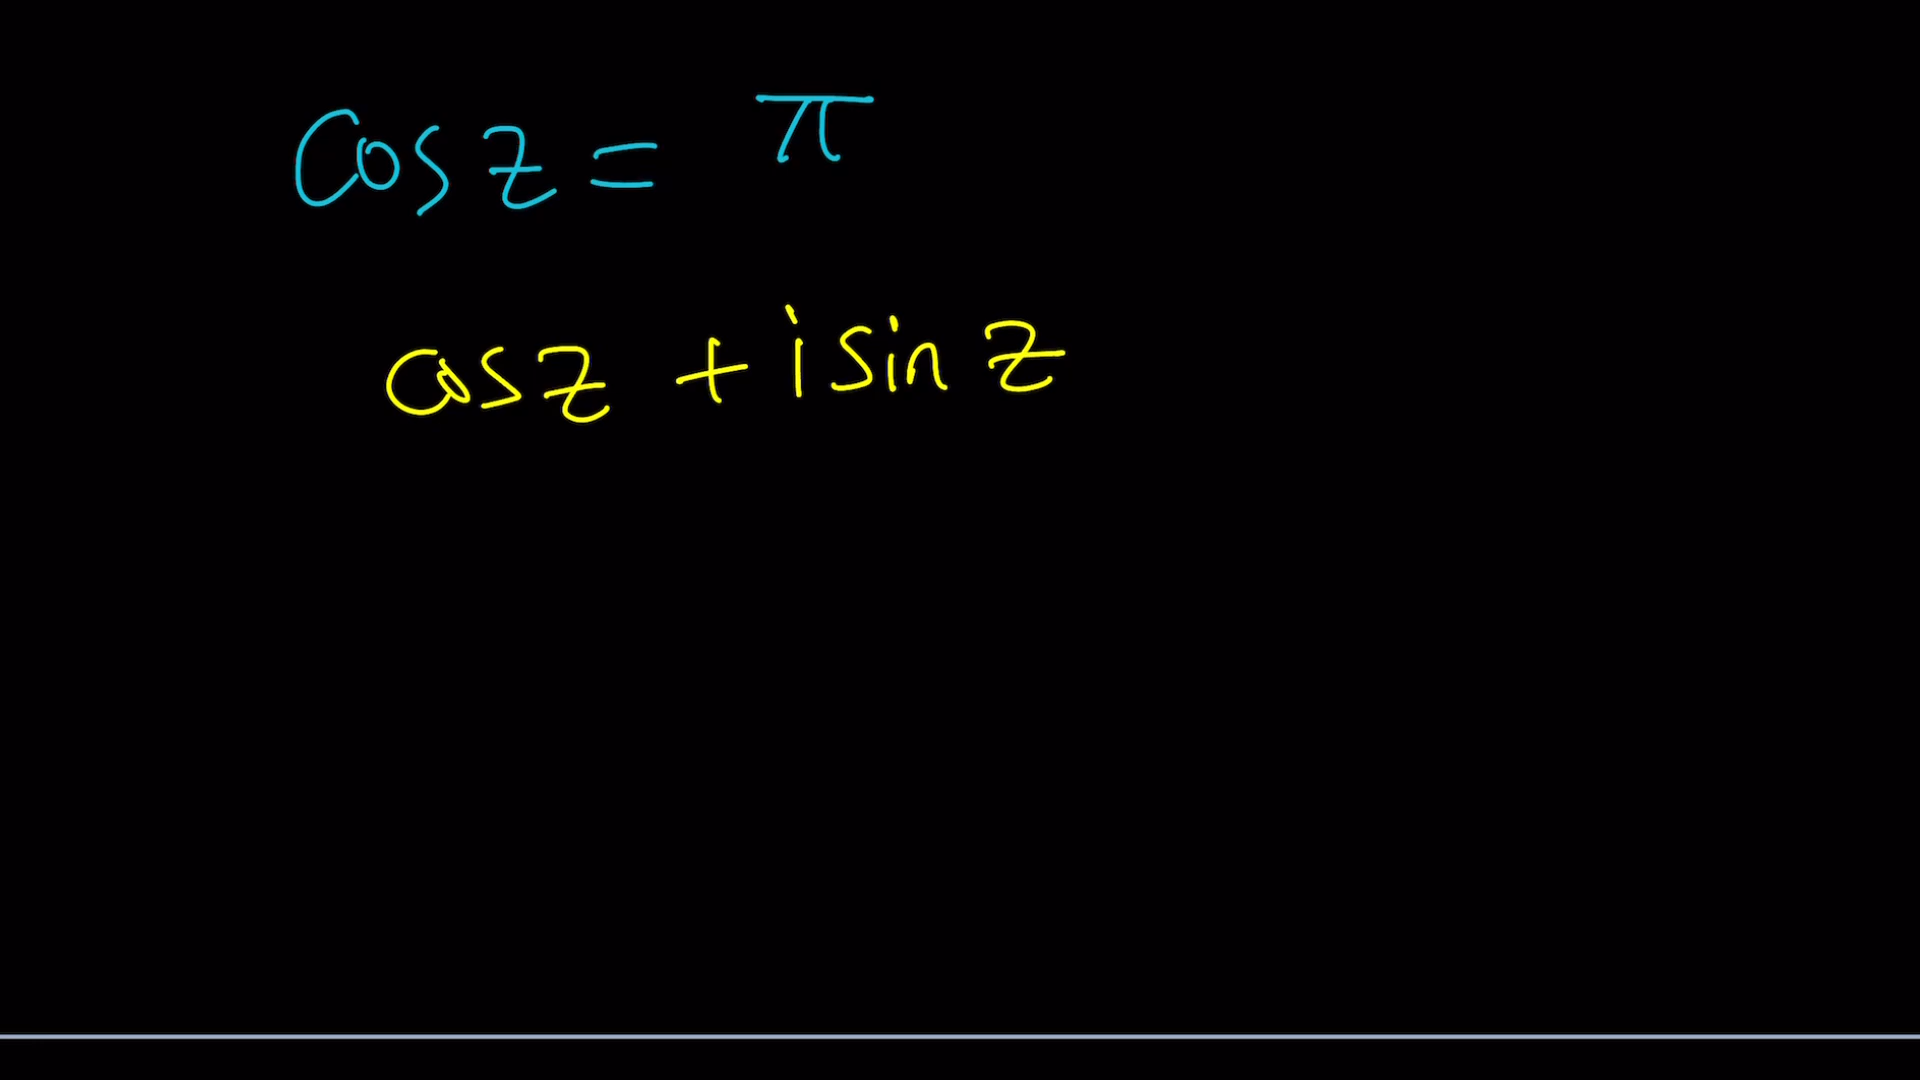 cos z = π
cos z + i sin z